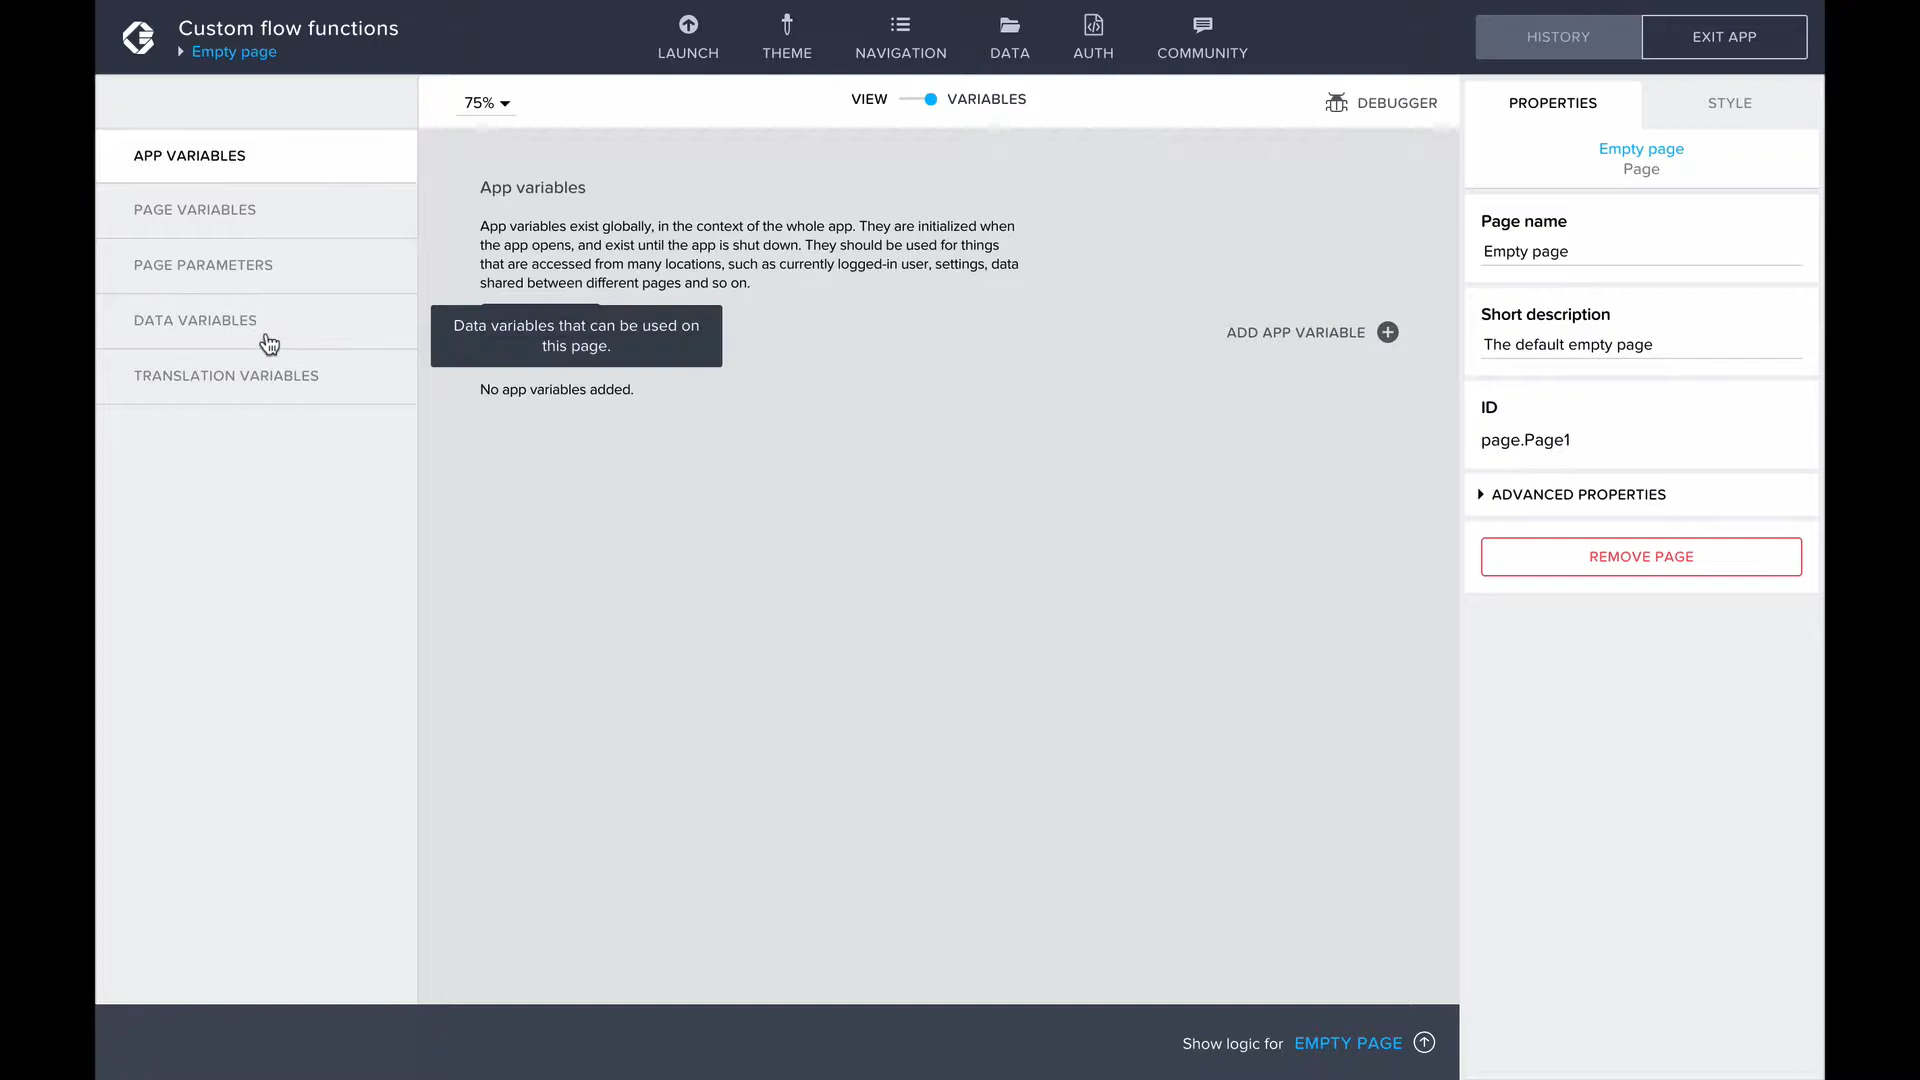 Custom flow functions
Empty page
LAUNCH
THEME
NAVIGATION
DATA
AUTH
COMMUNITY
HISTORY
EXIT APP
APP VARIABLES
PAGE VARIABLES
PAGE PARAMETERS
DATA VARIABLES
TRANSLATION VARIABLES
75%
VIEW
VARIABLES
DEBUGGER
App variables
App variables exist globally, in the context of the whole app. They are initialized when
the app opens, and exist until the app is shut down. They should be used for things
that are accessed from many locations, such as currently logged-in user, settings, data
shared between different pages and so on.
Data variables that can be used on
this page.
ADD APP VARIABLE
No app variables added.
Show logic for EMPTY PAGE
PROPERTIES
STYLE
Empty page
Page
Page name
Empty page
Short description
The default empty page
ID
page.Page1
ADVANCED PROPERTIES
REMOVE PAGE